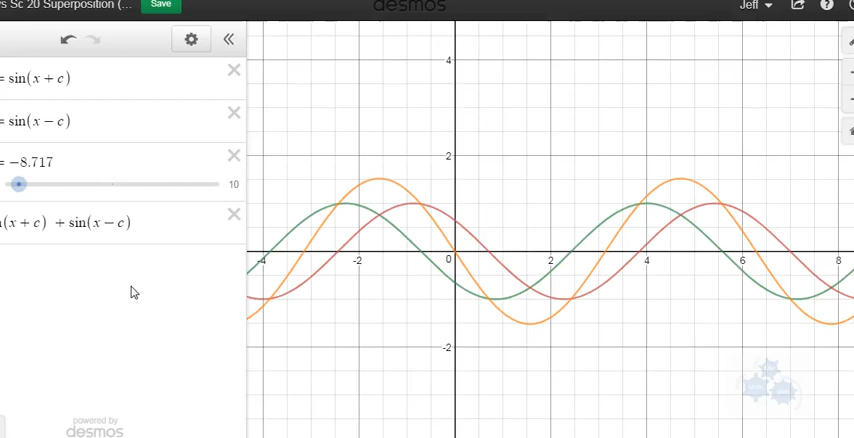 vs Sc 20 Superposition (...
Save
desmos
Jeff
= sin(x + c)
= sin(x − c)
= −8.717
10
(x + c) + sin(x − c)
4
2
-4
-2
0
2
4
6
8
-2
powered by
desmos